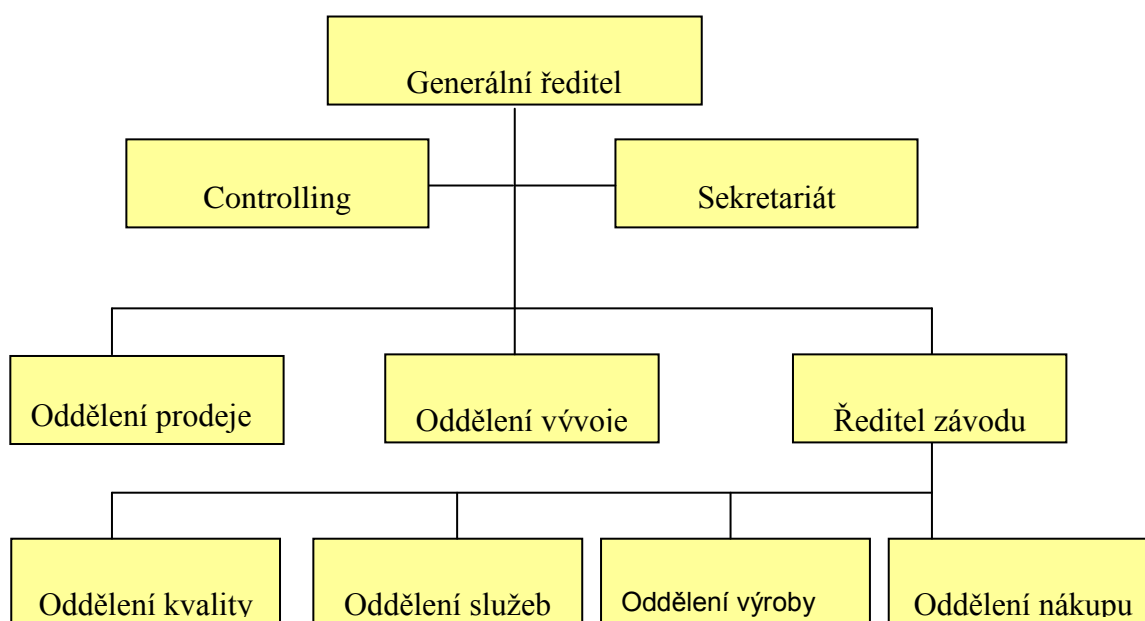 Generální ředitel
Controlling
Sekretariát
Oddělení prodeje
Oddělení vývoje
Ředitel závodu
Oddělení kvality
Oddělení služeb
Oddělení výroby
Oddělení nákupu